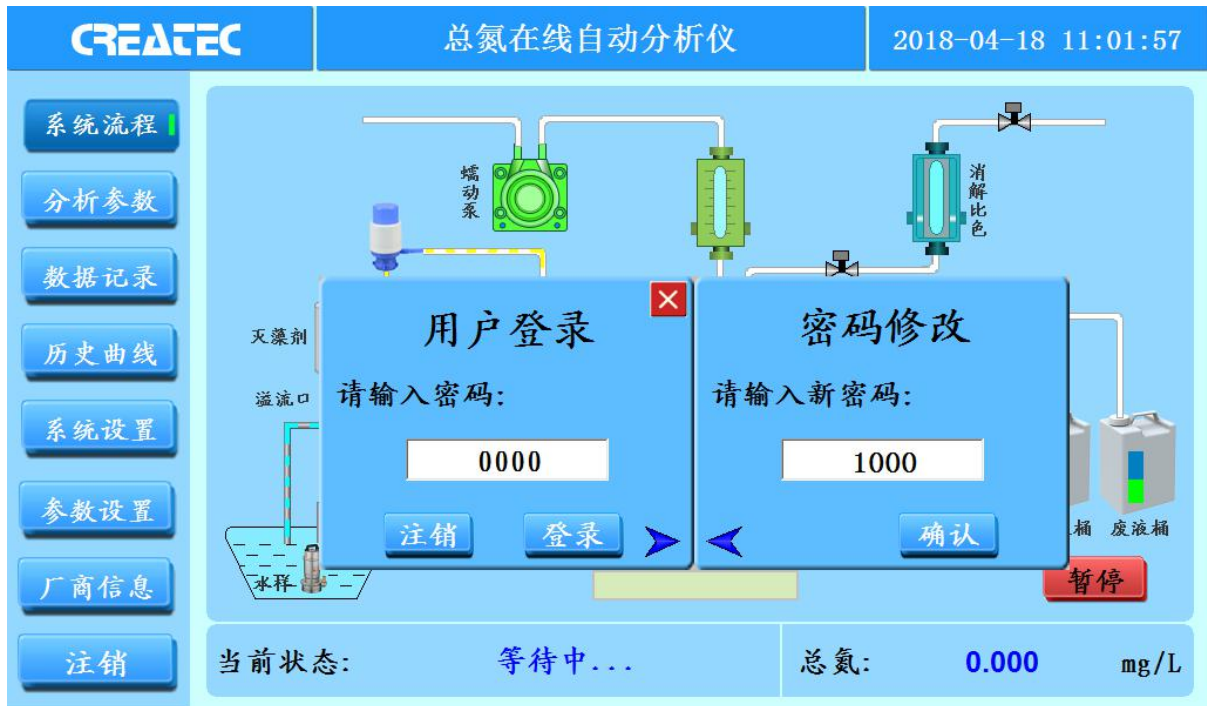 CREATEC
总氮在线自动分析仪
2018-04-18 11:01:57
系统流程
分析参数
数据记录
历史曲线
系统设置
参数设置
厂商信息
注销
蠕动泵
消解比色
灭藻剂
溢流口
水样
用户登录
请输入密码:
0000
注销
登录
密码修改
请输入新密码:
1000
确认
桶
废液桶
暂停
当前状态:
等待中...
总氮:
0.000
mg/L